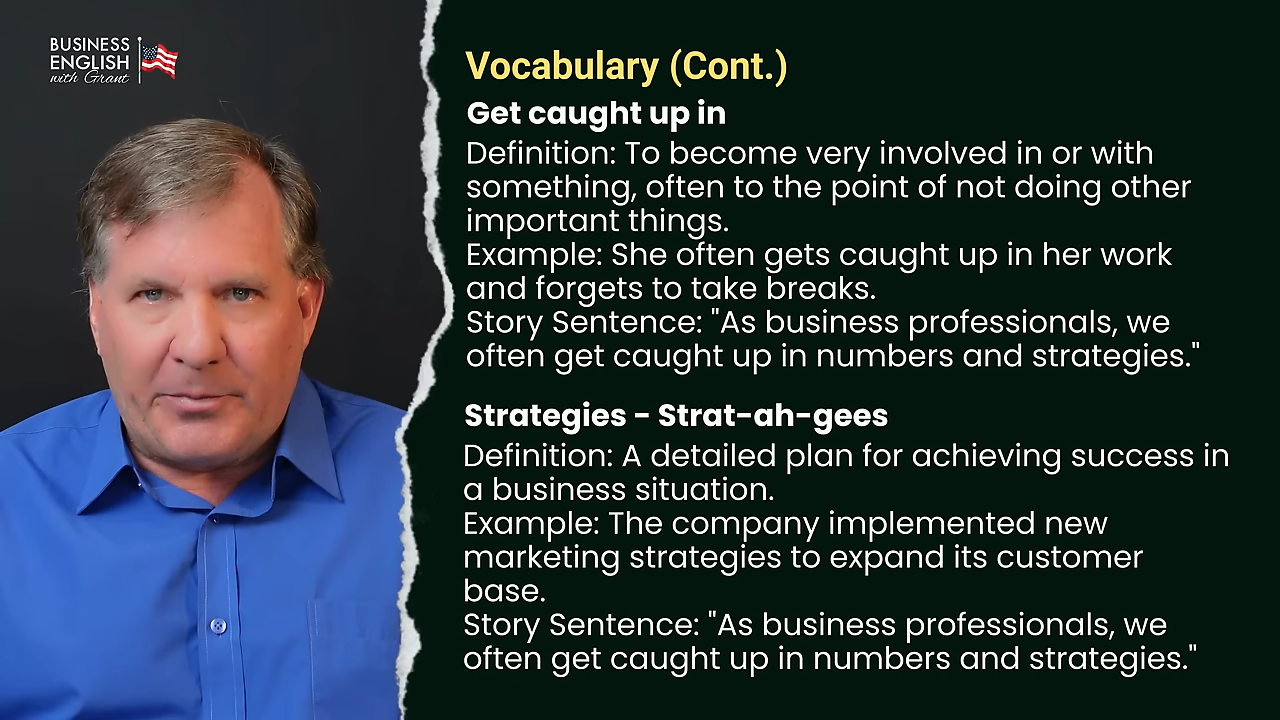 BUSINESS
ENGLISH
with Grant
Vocabulary (Cont.)
Get caught up in
Definition: To become very involved in or with
something, often to the point of not doing other
important things.
Example: She often gets caught up in her work
and forgets to take breaks.
Story Sentence: "As business professionals, we
often get caught up in numbers and strategies."
Strategies - Strat-ah-gees
Definition: A detailed plan for achieving success in
a business situation.
Example: The company implemented new
marketing strategies to expand its customer
base.
Story Sentence: "As business professionals, we
often get caught up in numbers and strategies."